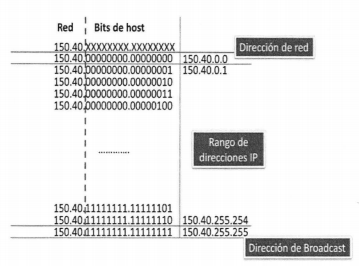 Red Bits de host
150.40.XXXXXXXX.XXXXXXXX
Dirección de red
150.40.00000000.00000000 150.40.0.0
150.40.00000000.00000001 150.40.0.1
150.40.00000000.00000010
150.40.00000000.00000011
150.40.00000000.00000100
Rango de
direcciones IP
.............
150.40.11111111.11111101
150.40.11111111.11111110 150.40.255.254
150.40.11111111.11111111 150.40.255.255
Dirección de Broadcast